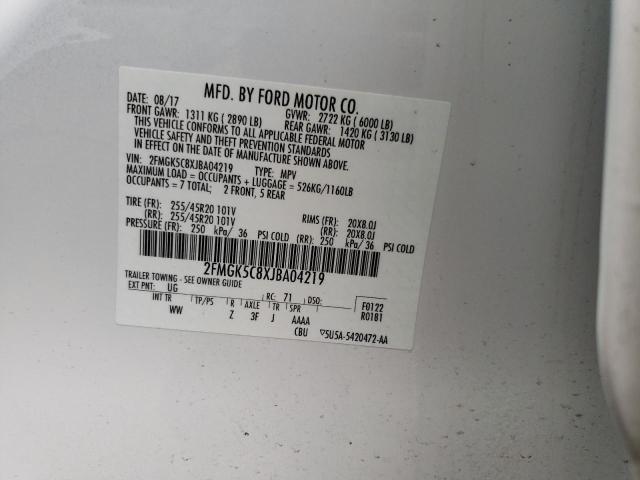 MFD. BY FORD MOTOR CO.
DATE: 08/17 GVWR: 2722 KG ( 6000 LB)
FRONT GAWR: 1311 KG ( 2890 LB) REAR GAWR: 1420 KG ( 3130 LB)
THIS VEHICLE CONFORMS TO ALL APPLICABLE FEDERAL MOTOR
VEHICLE SAFETY AND THEFT PREVENTION STANDARDS
IN EFFECT ON THE DATE OF MANUFACTURE SHOWN ABOVE.
VIN: 2FMGK5C8XJBA04219 TYPE: MPV
MAXIMUM LOAD = OCCUPANTS + LUGGAGE = 526KG/1160LB
OCCUPANTS = 7 TOTAL; 2 FRONT, 5 REAR
TIRE (FR): 255/45R20 101V RIMS (FR): 20X8.0J
(RR): 255/45R20 101V (RR): 20X8.0J
PRESSURE (FR): 250 kPa/ 36 PSI COLD (RR): 250 kPa/ 36 PSI COLD
2FMGK5C8XJBA04219
TRAILER TOWING - SEE OWNER GUIDE
EXT PNT: UG RC: 71 DSO: F0122
R0181
INT TR TP/PS R AXLE TR SPR
WW Z 3F J AAAA
CBU ▽5U5A-5420472-AA